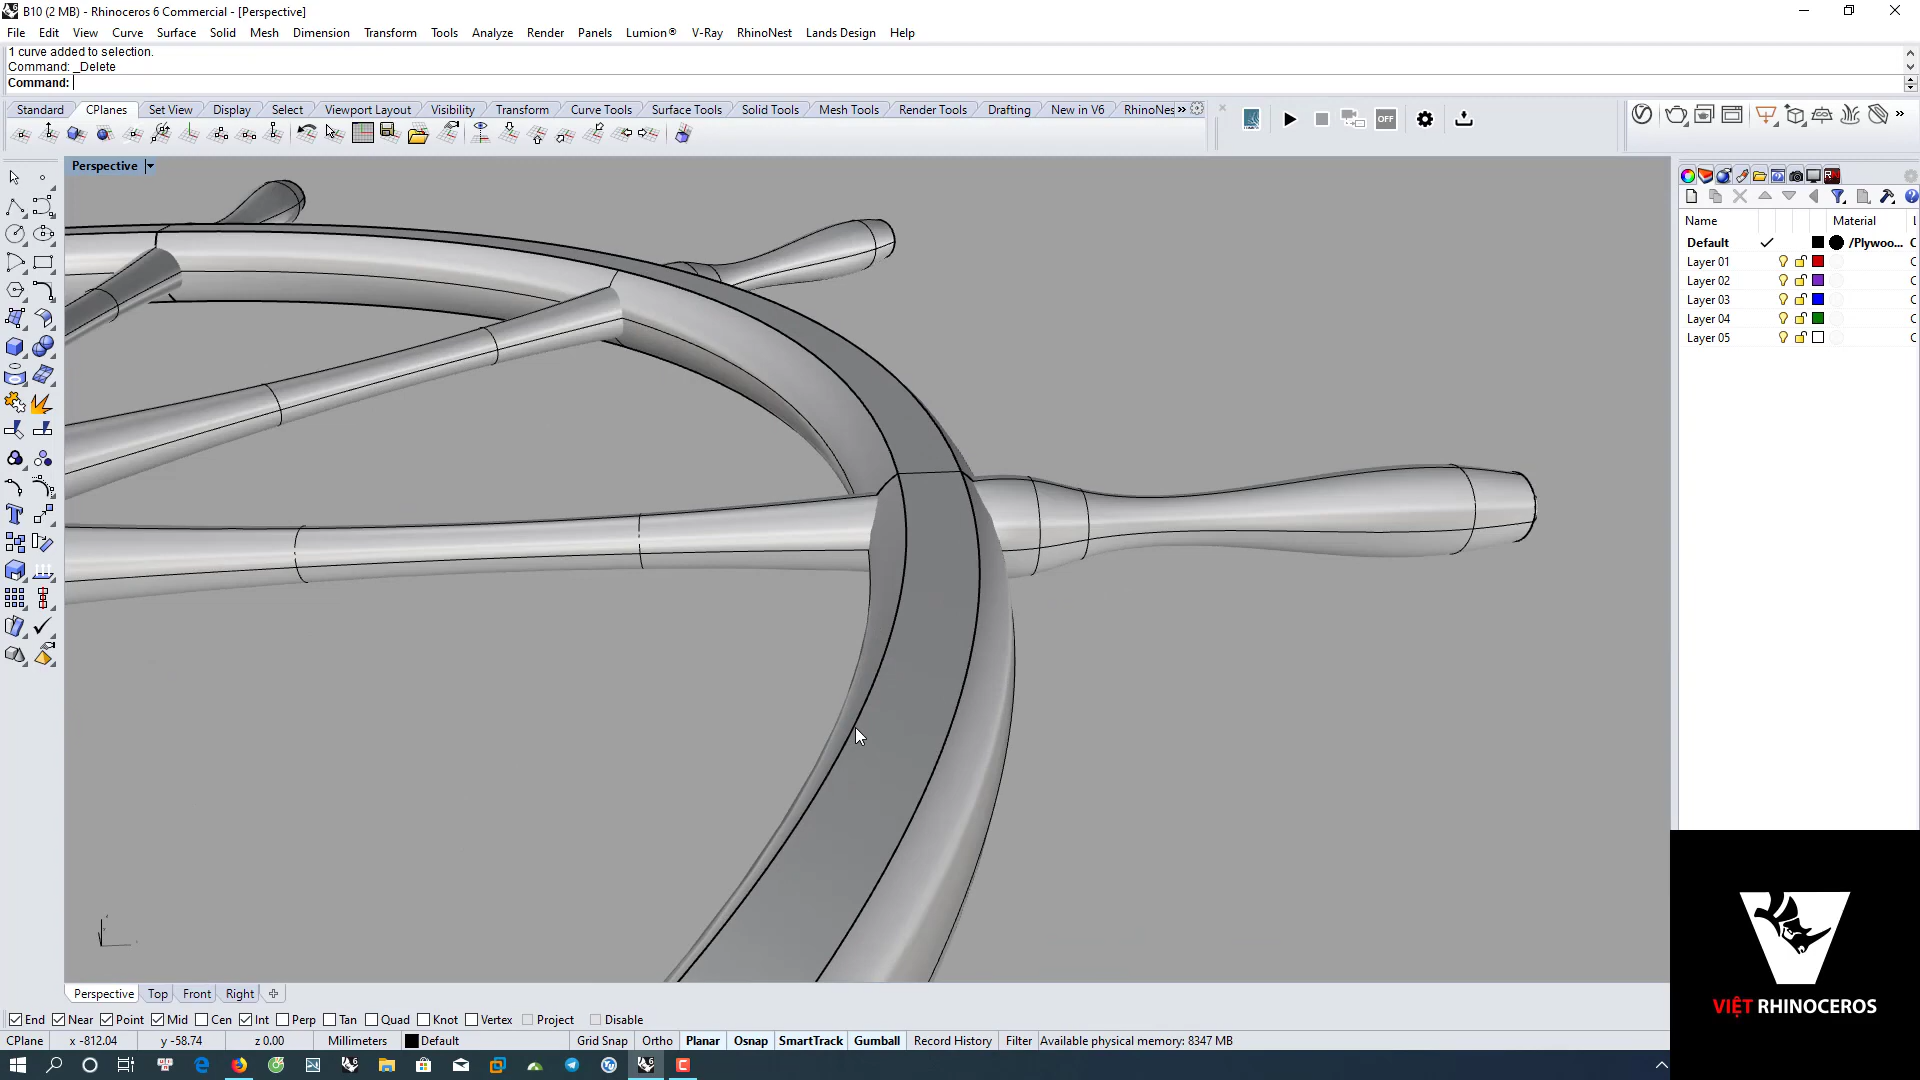 B10 (2 MB) - Rhinoceros 6 Commercial - [Perspective]
File Edit View Curve Surface Solid Mesh Dimension Transform Tools Analyze Render Panels Lumion® V-Ray RhinoNest Lands Design Help
1 curve added to selection.
Command: _Delete
Command:
Standard CPlanes Set View Display Select Viewport Layout Visibility Transform Curve Tools Surface Tools Solid Tools Mesh Tools Render Tools Drafting New in V6 RhinoNes »
OFF
Perspective
Name Material
Default /Plywoo...
Layer 01
Layer 02
Layer 03
Layer 04
Layer 05
VIỆT RHINOCEROS
Perspective Top Front Right
End Near Point Mid Cen Int Perp Tan Quad Knot Vertex Project Disable
CPlane x -812.04 y -58.74 z 0.00 Millimeters Default Grid Snap Ortho Planar Osnap SmartTrack Gumball Record History Filter Available physical memory: 8347 MB